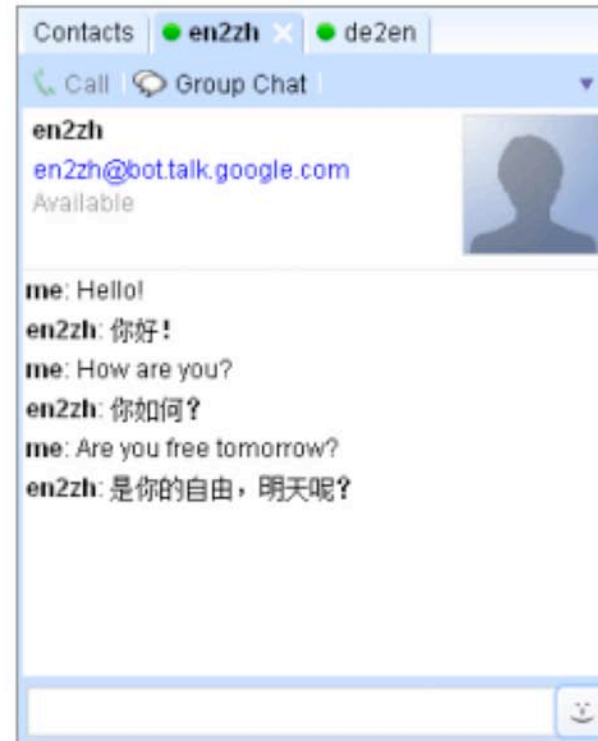 Contacts en2zh de2en
Call Group Chat
en2zh
en2zh@bot.talk.google.com
Available
me: Hello!
en2zh: 你好!
me: How are you?
en2zh: 你如何?
me: Are you free tomorrow?
en2zh: 是你的自由，明天呢?